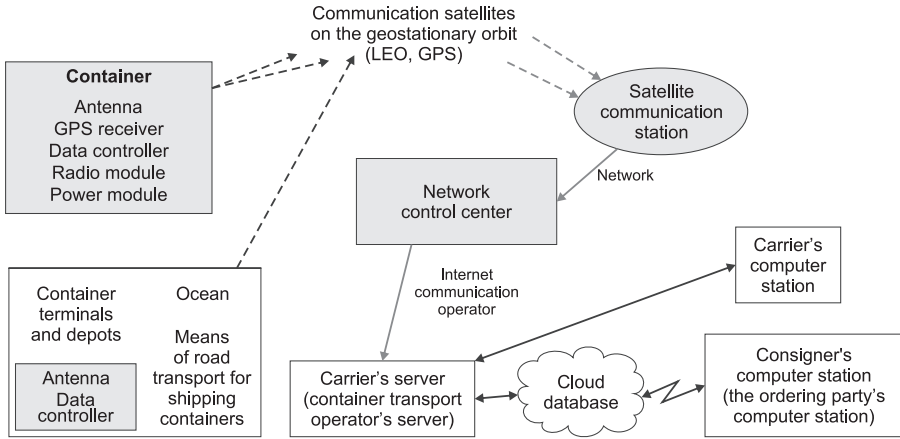 Communication satellites
on the geostationary orbit
(LEO, GPS)
Container
Antenna
GPS receiver
Data controller
Radio module
Power module
Satellite
communication
station
Network
Network
control center
Carrier's
computer
station
Internet
communication
operator
Container
terminals
and depots
Antenna
Data
controller
Ocean
Means
of road
transport for
shipping
containers
Carrier's server
(container transport
operator's server)
Cloud
database
Consigner's
computer station
(the ordering party's
computer station)